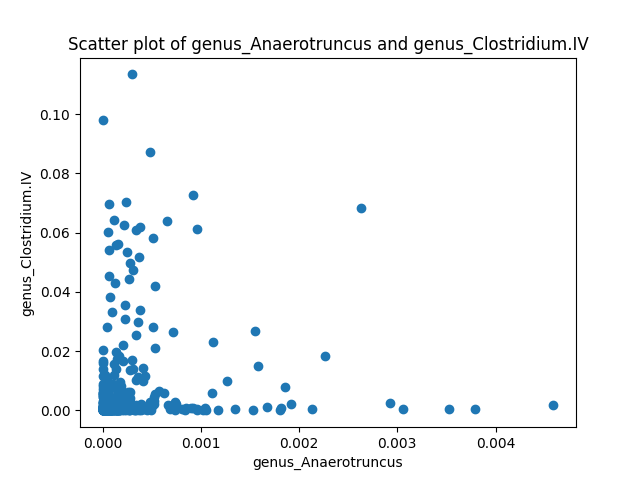 Scatter plot of genus_Anaerotruncus and genus_Clostridium.IV
0.10
0.08
0.06
0.04
0.02
0.00
genus_Clostridium.IV
0.000 0.001 0.002 0.003 0.004
genus_Anaerotruncus